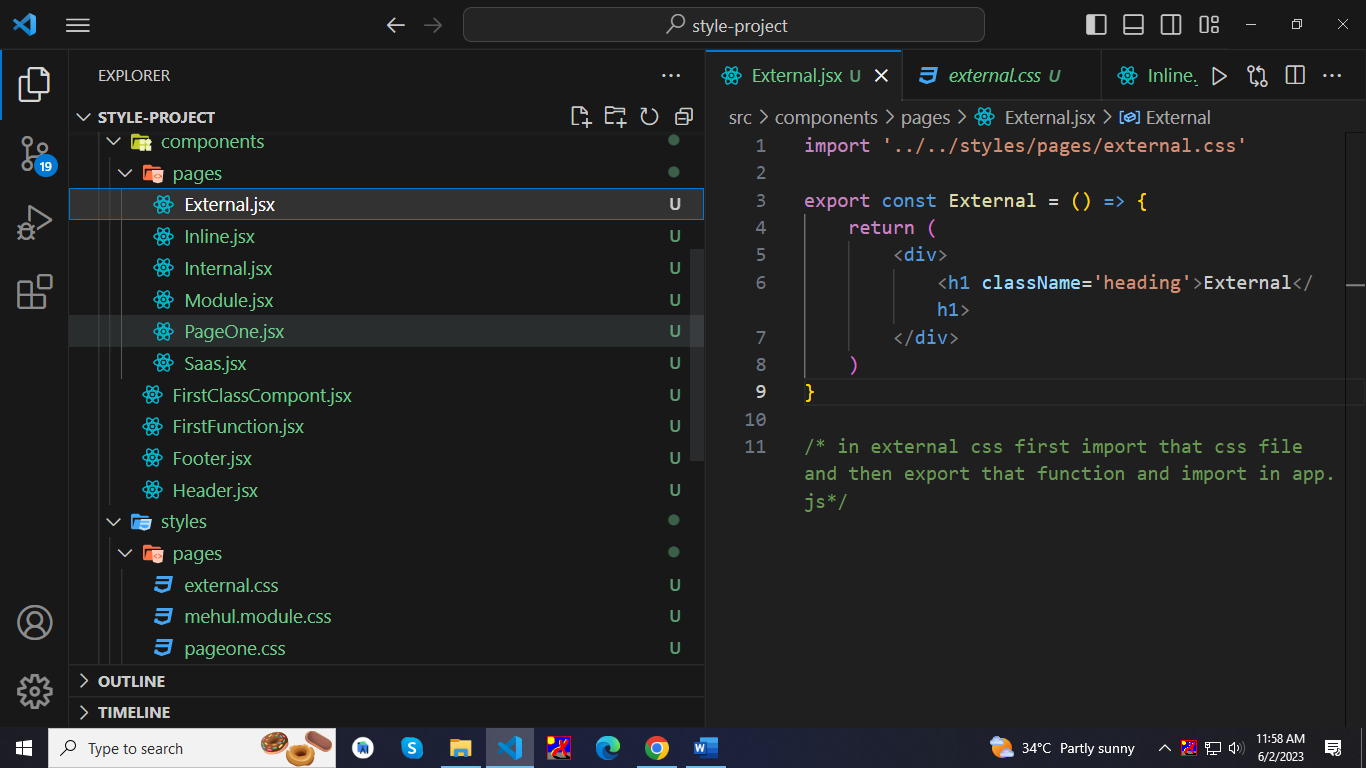 style-project
EXPLORER
STYLE-PROJECT
components
pages
External.jsx U
Inline.jsx U
Internal.jsx U
Module.jsx U
PageOne.jsx U
Saas.jsx U
FirstClassCompont.jsx U
FirstFunction.jsx U
Footer.jsx U
Header.jsx U
styles
pages
external.css U
mehul.module.css U
pageone.css U
OUTLINE
TIMELINE
19
External.jsx U
external.css U
Inline.
src > components > pages > External.jsx > External
1 import '../../styles/pages/external.css'
2
3 export const External = () => {
4 return (
5 <div>
6 <h1 className='heading'>External</
h1>
7 </div>
8 )
9 }
10
11 /* in external css first import that css file
and then export that function and import in app.
js*/
Type to search
34°C Partly sunny
11:58 AM
6/2/2023